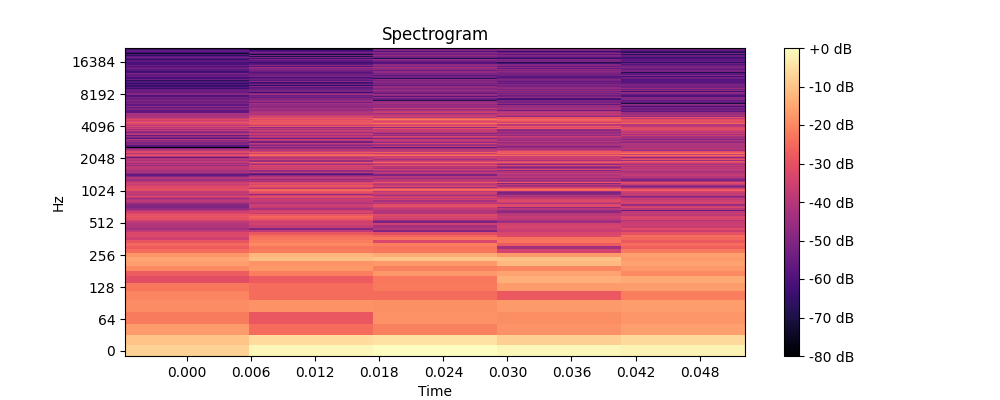 Spectrogram
Hz
16384
8192
4096
2048
1024
512
256
128
64
0
0.000 0.006 0.012 0.018 0.024 0.030 0.036 0.042 0.048
Time
+0 dB
-10 dB
-20 dB
-30 dB
-40 dB
-50 dB
-60 dB
-70 dB
-80 dB